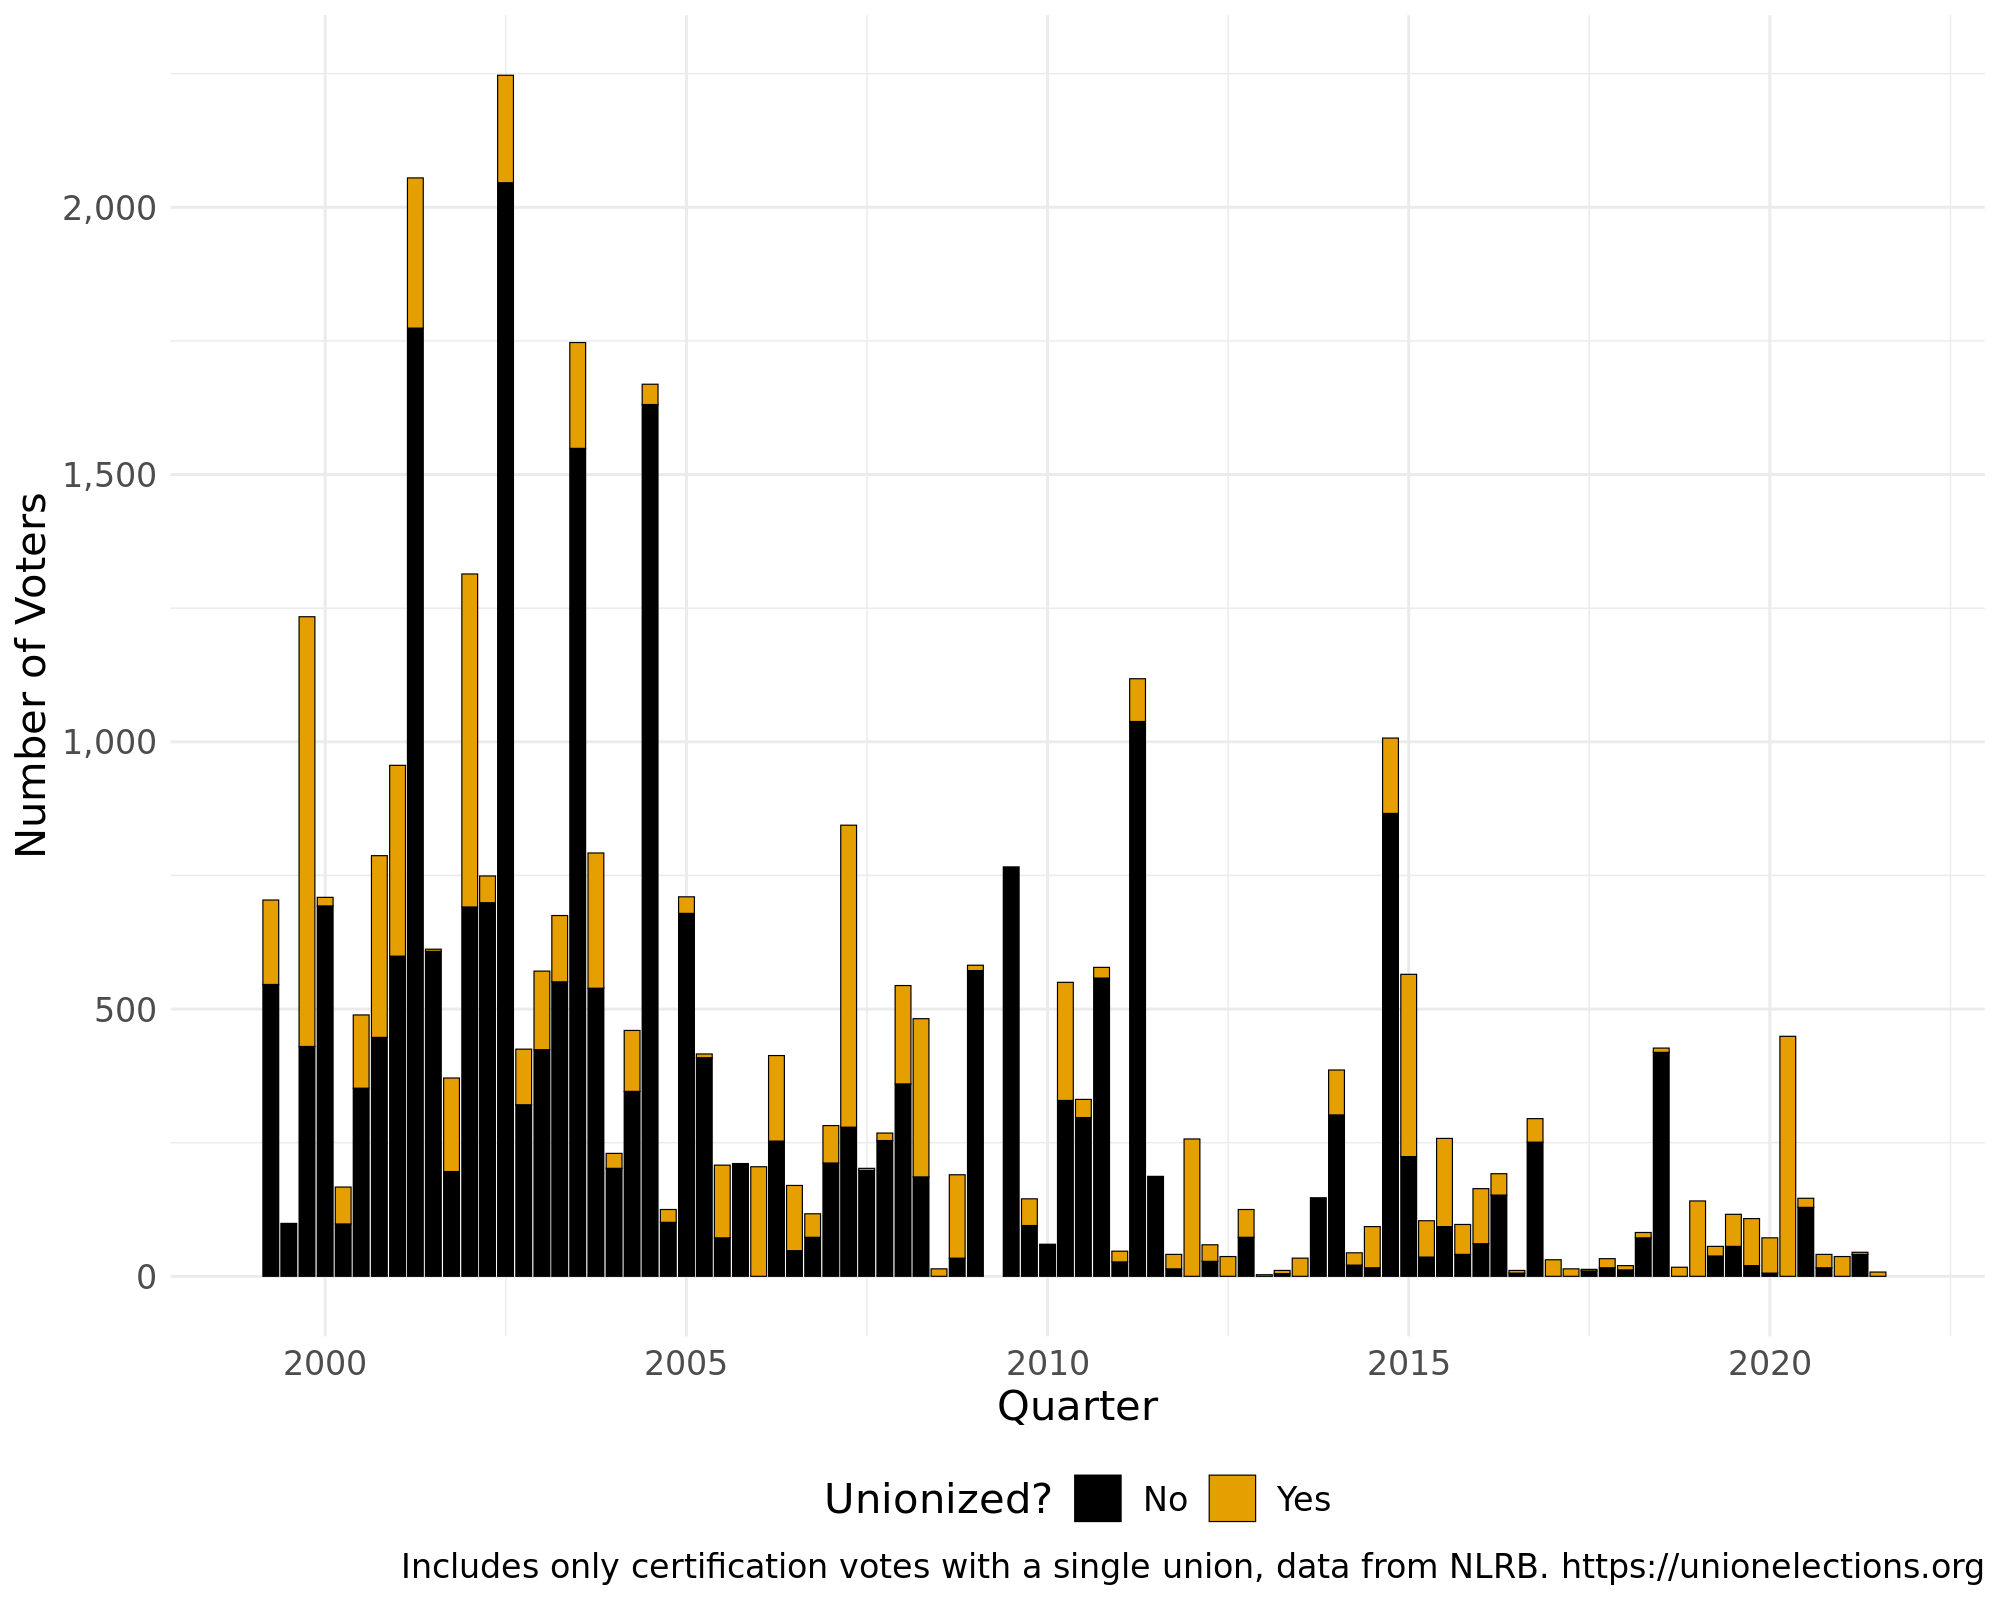 Number of Voters
2,000
1,500
1,000
500
0
2000 2005 2010 2015 2020
Quarter
Unionized? No Yes
Includes only certification votes with a single union, data from NLRB. https://unionelections.org